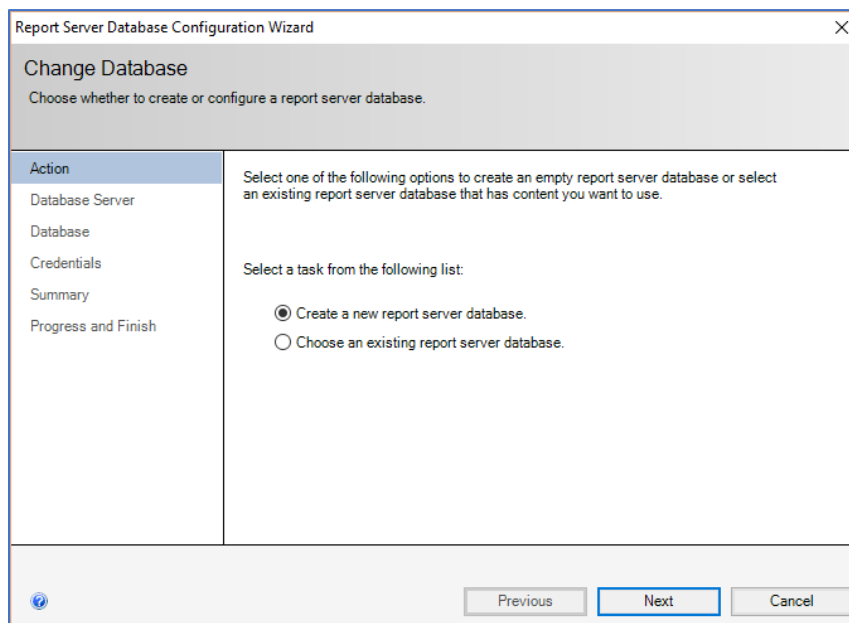 Report Server Database Configuration Wizard
Change Database
Choose whether to create or configure a report server database.
Action
Database Server
Database
Credentials
Summary
Progress and Finish
Select one of the following options to create an empty report server database or select
an existing report server database that has content you want to use.
Select a task from the following list:
Create a new report server database.
Choose an existing report server database.
Previous
Next
Cancel